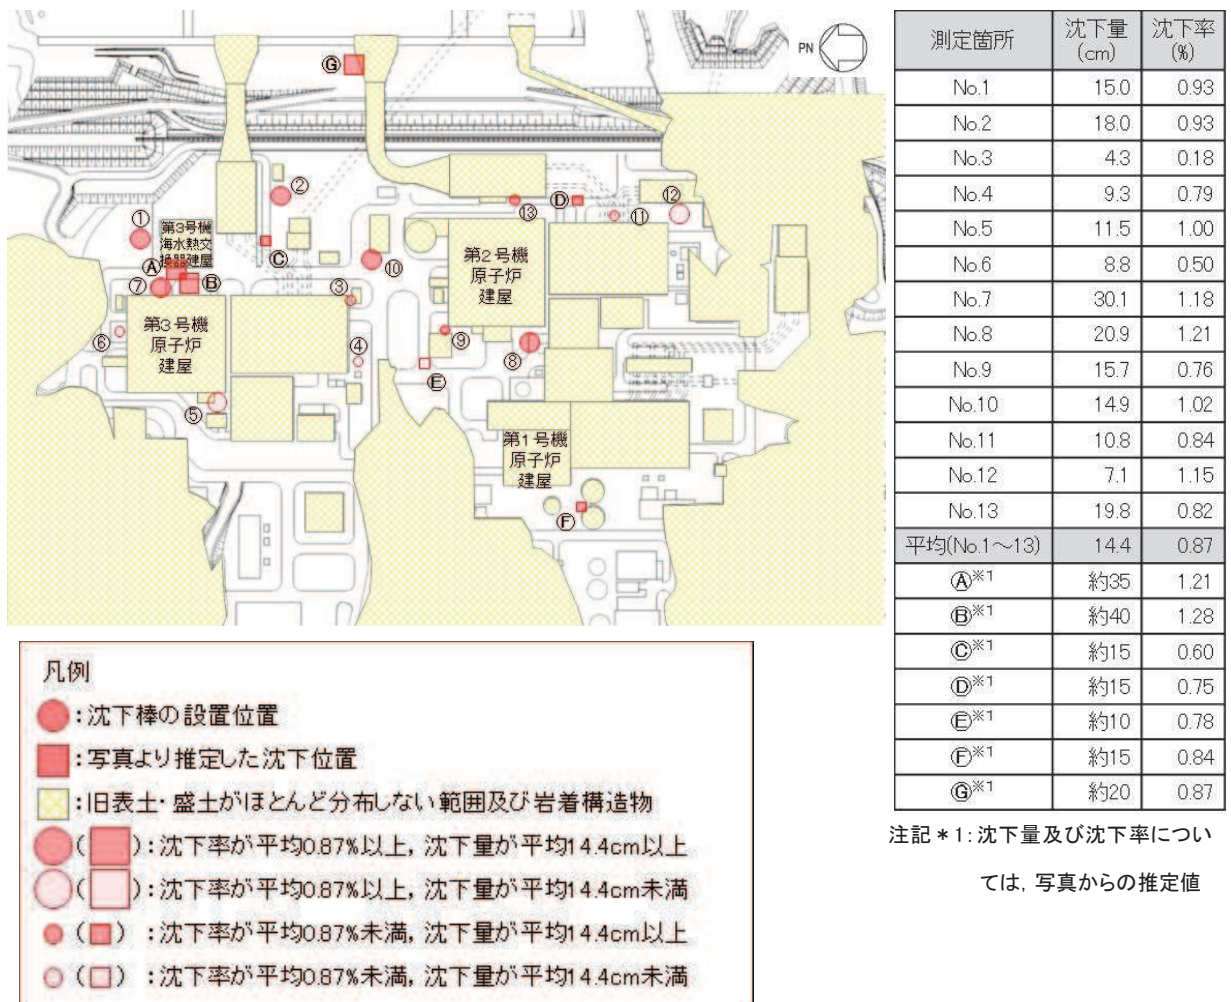 PN
Ⓖ
②
⑫
Ⓓ
⑬
⑪
①
第3号機
海水熱交
換器建屋
Ⓒ
第2号機
原子炉
建屋
Ⓐ
⑩
⑦
Ⓑ
③
第3号機
原子炉
建屋
⑥
④
⑨
⑧
Ⓔ
⑤
第1号機
原子炉
建屋
Ⓕ
測定箇所 沈下量(cm) 沈下率(%)
No.1 15.0 0.93
No.2 18.0 0.93
No.3 4.3 0.18
No.4 9.3 0.79
No.5 11.5 1.00
No.6 8.8 0.50
No.7 30.1 1.18
No.8 20.9 1.21
No.9 15.7 0.76
No.10 14.9 1.02
No.11 10.8 0.84
No.12 7.1 1.15
No.13 19.8 0.82
平均(No.1～13) 14.4 0.87
Ⓐ※1 約35 1.21
Ⓑ※1 約40 1.28
Ⓒ※1 約15 0.60
Ⓓ※1 約15 0.75
Ⓔ※1 約10 0.78
Ⓕ※1 約15 0.84
Ⓖ※1 約20 0.87
注記＊1：沈下量及び沈下率につい
ては，写真からの推定値
凡例
：沈下棒の設置位置
：写真より推定した沈下位置
：旧表土・盛土がほとんど分布しない範囲及び岩着構造物
( )：沈下率が平均0.87%以上，沈下量が平均14.4cm以上
( )：沈下率が平均0.87%以上，沈下量が平均14.4cm未満
( )：沈下率が平均0.87%未満，沈下量が平均14.4cm以上
( )：沈下率が平均0.87%未満，沈下量が平均14.4cm未満